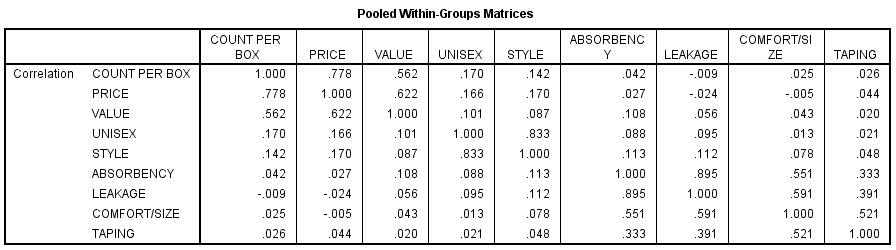 Pooled Within-Groups Matrices
COUNT PER BOX PRICE VALUE UNISEX STYLE ABSORBENC Y LEAKAGE COMFORT/SI ZE TAPING
Correlation COUNT PER BOX 1.000 .778 .562 .170 .142 .042 -.009 .025 .026
PRICE .778 1.000 .622 .166 .170 .027 -.024 -.005 .044
VALUE .562 .622 1.000 .101 .087 .108 .056 .043 .020
UNISEX .170 .166 .101 1.000 .833 .088 .095 .013 .021
STYLE .142 .170 .087 .833 1.000 .113 .112 .078 .048
ABSORBENCY .042 .027 .108 .088 .113 1.000 .895 .551 .333
LEAKAGE -.009 -.024 .056 .095 .112 .895 1.000 .591 .391
COMFORT/SIZE .025 -.005 .043 .013 .078 .551 .591 1.000 .521
TAPING .026 .044 .020 .021 .048 .333 .391 .521 1.000